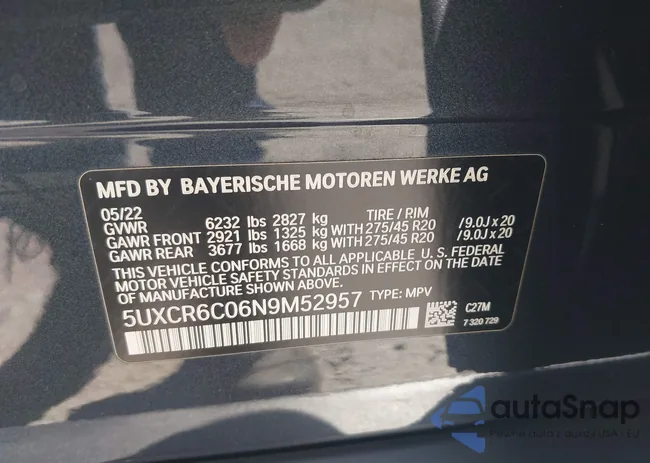 MFD BY BAYERISCHE MOTOREN WERKE AG
05/22
GVWR 6232 lbs 2827 kg TIRE / RIM
GAWR FRONT 2921 lbs 1325 kg WITH 275/45 R20 /9.0J x 20
GAWR REAR 3677 lbs 1668 kg WITH 275/45 R20 /9.0J x 20
THIS VEHICLE CONFORMS TO ALL APPLICABLE U. S. FEDERAL
MOTOR VEHICLE SAFETY STANDARDS IN EFFECT ON THE
DATE OF MANUFACTURE SHOWN ABOVE.
5UXCR6C06N9M52957 TYPE: MPV
C27M
7 320 729
autaSnap